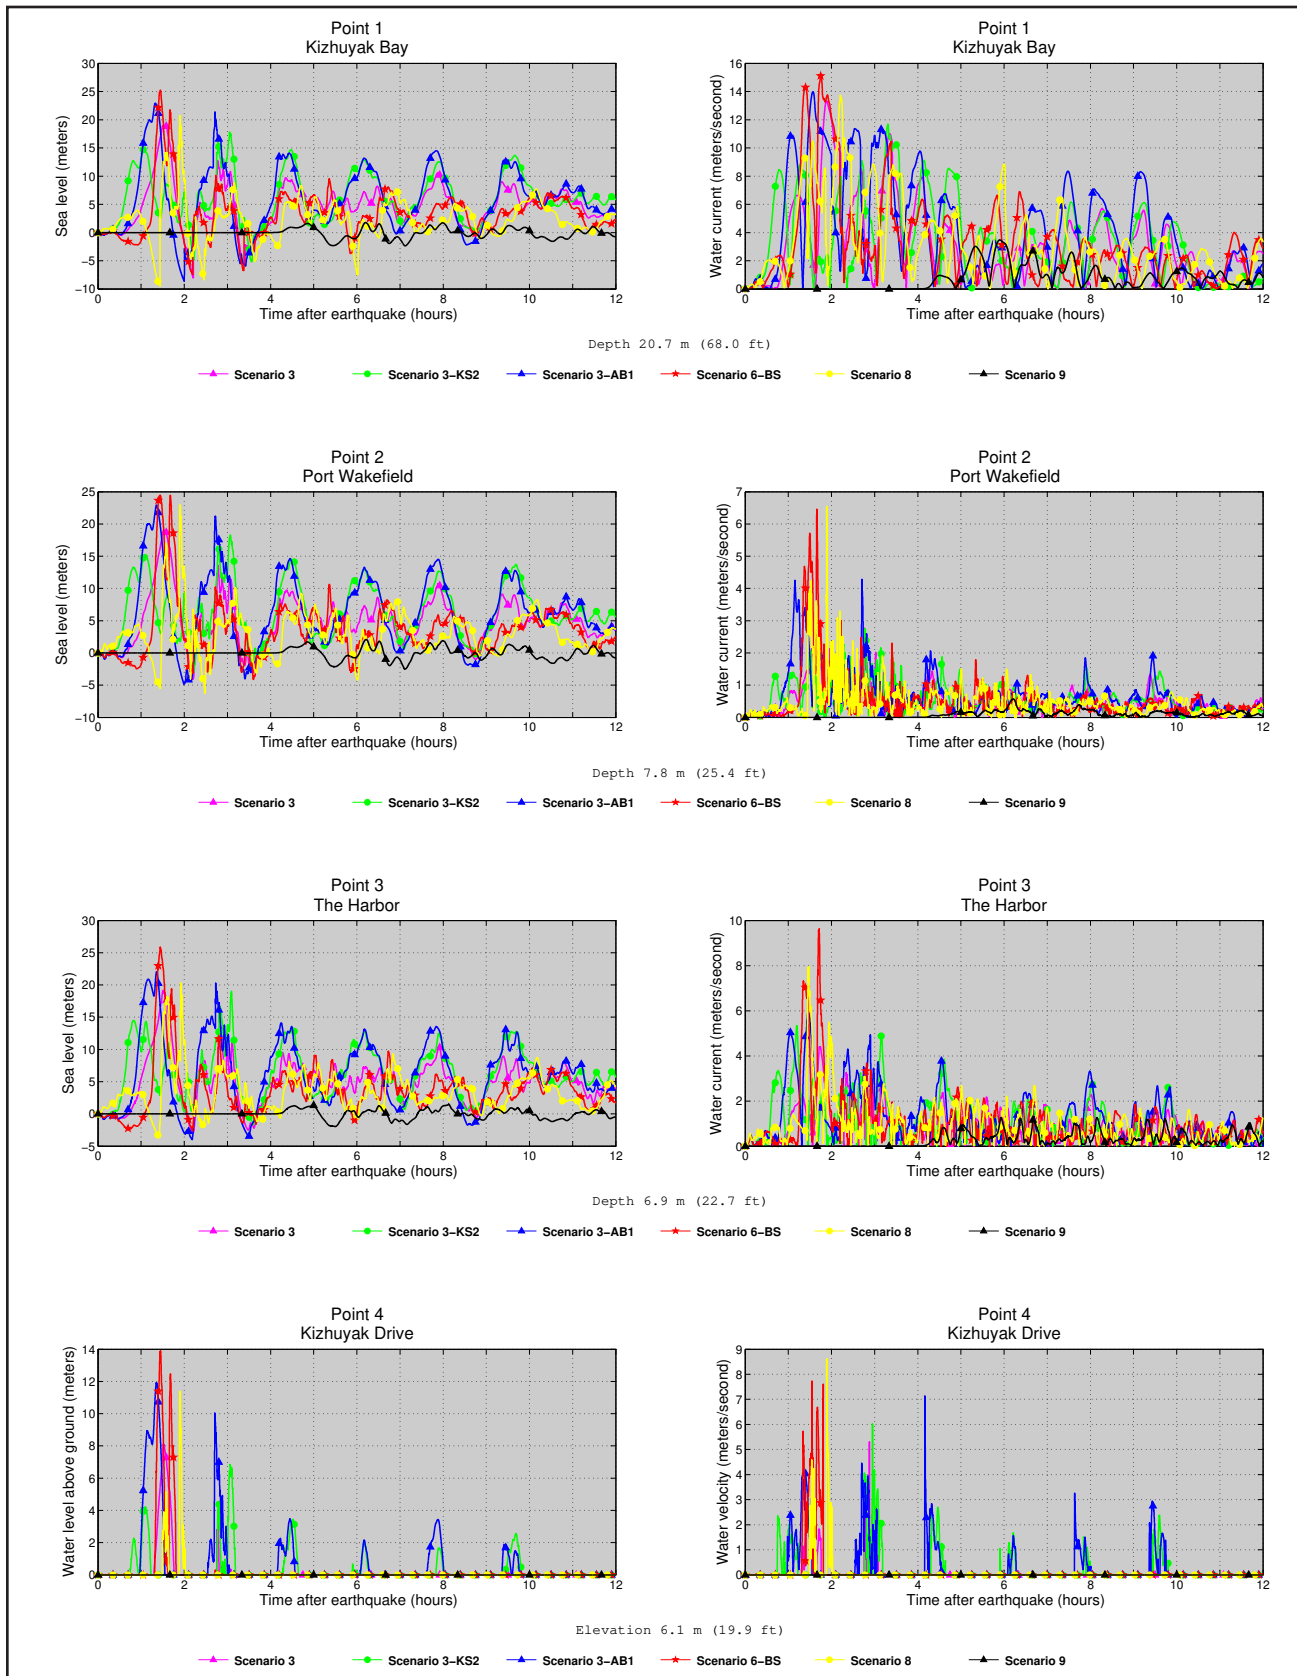 Point 1
Kizhuyak Bay
Sea level (meters)
30
25
20
15
10
5
0
−5
−10
0 2 4 6 8 10 12
Time after earthquake (hours)
Point 1
Kizhuyak Bay
Water current (meters/second)
16
14
12
10
8
6
4
2
0
0 2 4 6 8 10 12
Time after earthquake (hours)
Depth 20.7 m (68.0 ft)
Scenario 3 Scenario 3−KS2 Scenario 3−AB1 Scenario 6−BS Scenario 8 Scenario 9
Point 2
Port Wakefield
Sea level (meters)
25
20
15
10
5
0
−5
−10
0 2 4 6 8 10 12
Time after earthquake (hours)
Point 2
Port Wakefield
Water current (meters/second)
7
6
5
4
3
2
1
0
0 2 4 6 8 10 12
Time after earthquake (hours)
Depth 7.8 m (25.4 ft)
Scenario 3 Scenario 3−KS2 Scenario 3−AB1 Scenario 6−BS Scenario 8 Scenario 9
Point 3
The Harbor
Sea level (meters)
30
25
20
15
10
5
0
−5
0 2 4 6 8 10 12
Time after earthquake (hours)
Point 3
The Harbor
Water current (meters/second)
10
8
6
4
2
0
0 2 4 6 8 10 12
Time after earthquake (hours)
Depth 6.9 m (22.7 ft)
Scenario 3 Scenario 3−KS2 Scenario 3−AB1 Scenario 6−BS Scenario 8 Scenario 9
Point 4
Kizhuyak Drive
Water level above ground (meters)
14
12
10
8
6
4
2
0
0 2 4 6 8 10 12
Time after earthquake (hours)
Point 4
Kizhuyak Drive
Water velocity (meters/second)
9
8
7
6
5
4
3
2
1
0
0 2 4 6 8 10 12
Time after earthquake (hours)
Elevation 6.1 m (19.9 ft)
Scenario 3 Scenario 3−KS2 Scenario 3−AB1 Scenario 6−BS Scenario 8 Scenario 9